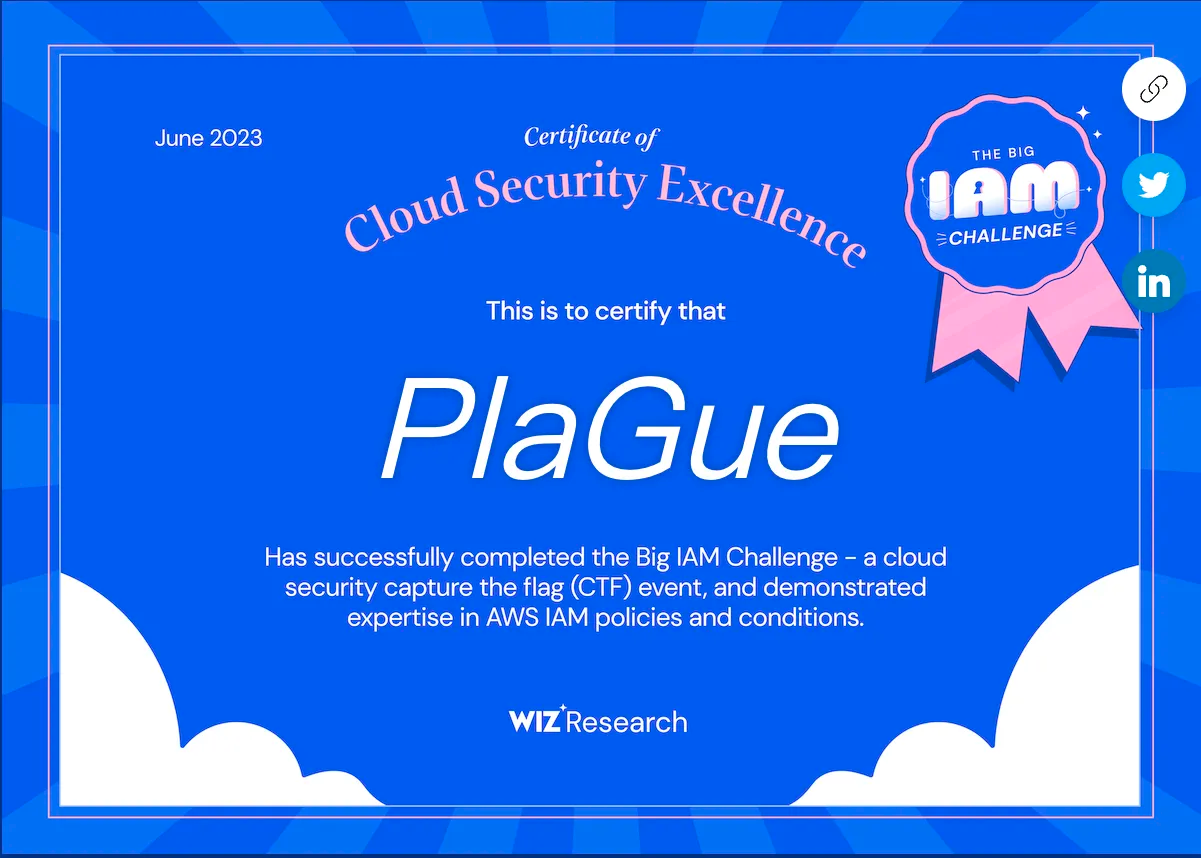 June 2023
Certificate of
Cloud Security Excellence
THE BIG
IAM
CHALLENGE
in
This is to certify that
PlaGue
Has successfully completed the Big IAM Challenge – a cloud
security capture the flag (CTF) event, and demonstrated
expertise in AWS IAM policies and conditions.
WIZ Research